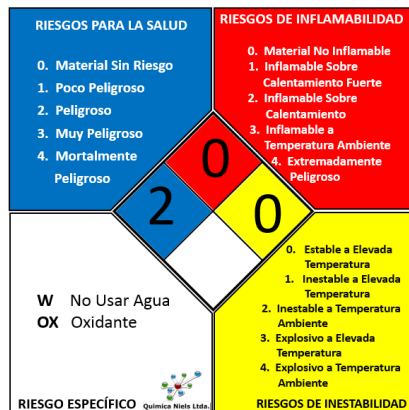 RIESGOS PARA LA SALUD
0. Material Sin Riesgo
1. Poco Peligroso
2. Peligroso
3. Muy Peligroso
4. Mortalmente
Peligroso
RIESGOS DE INFLAMABILIDAD
0. Material No Inflamable
1. Inflamable Sobre
Calentamiento Fuerte
2. Inflamable Sobre
Calentamiento
3. Inflamable a
Temperatura Ambiente
4. Extremadamente
Peligroso
0
2
0
W No Usar Agua
OX Oxidante
RIESGO ESPECÍFICO
Quimica Niels Ltda.
0. Estable a Elevada
Temperatura
1. Inestable a Elevada
Temperatura
2. Inestable a Temperatura
Ambiente
3. Explosivo a Elevada
Temperatura
4. Explosivo a Temperatura
Ambiente
RIESGOS DE INESTABILIDAD